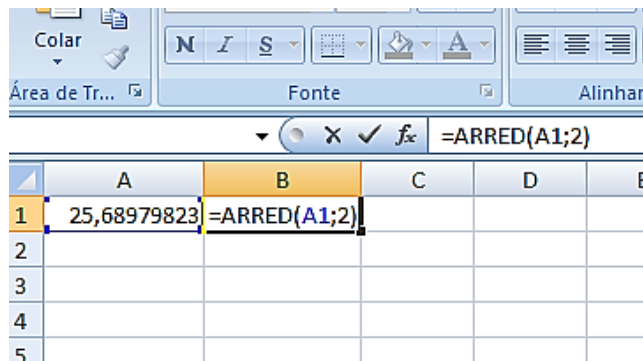 Colar
N I S A
Área de Tr... Fonte Alinhar
fx =ARRED(A1;2)
A B C D E
1 25,68979823 =ARRED(A1;2)
2
3
4
5